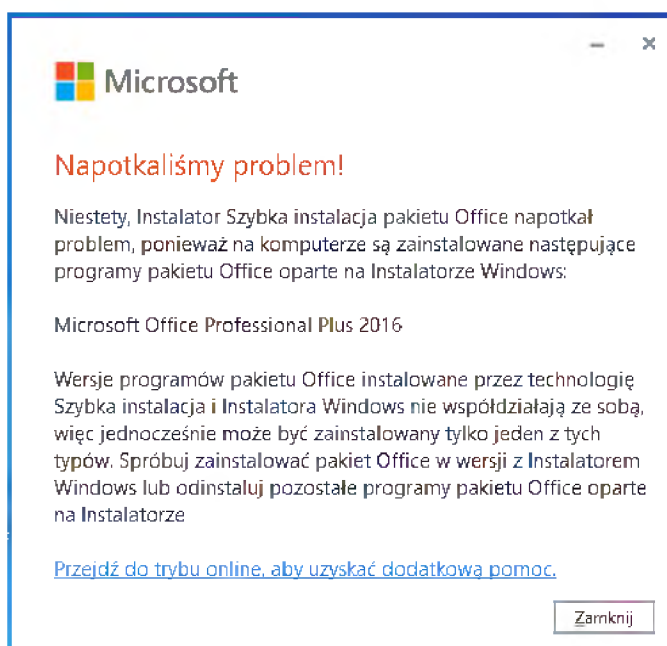 Microsoft
Napotkaliśmy problem!
Niestety, Instalator Szybka instalacja pakietu Office napotkał
problem, ponieważ na komputerze są zainstalowane następujące
programy pakietu Office oparte na Instalatorze Windows:
Microsoft Office Professional Plus 2016
Wersje programów pakietu Office instalowane przez technologię
Szybka instalacja i Instalatora Windows nie współdziałają ze sobą,
więc jednocześnie może być zainstalowany tylko jeden z tych
typów. Spróbuj zainstalować pakiet Office w wersji z Instalatorem
Windows lub odinstaluj pozostałe programy pakietu Office oparte
na Instalatorze
Przejdź do trybu online, aby uzyskać dodatkową pomoc.
Zamknij